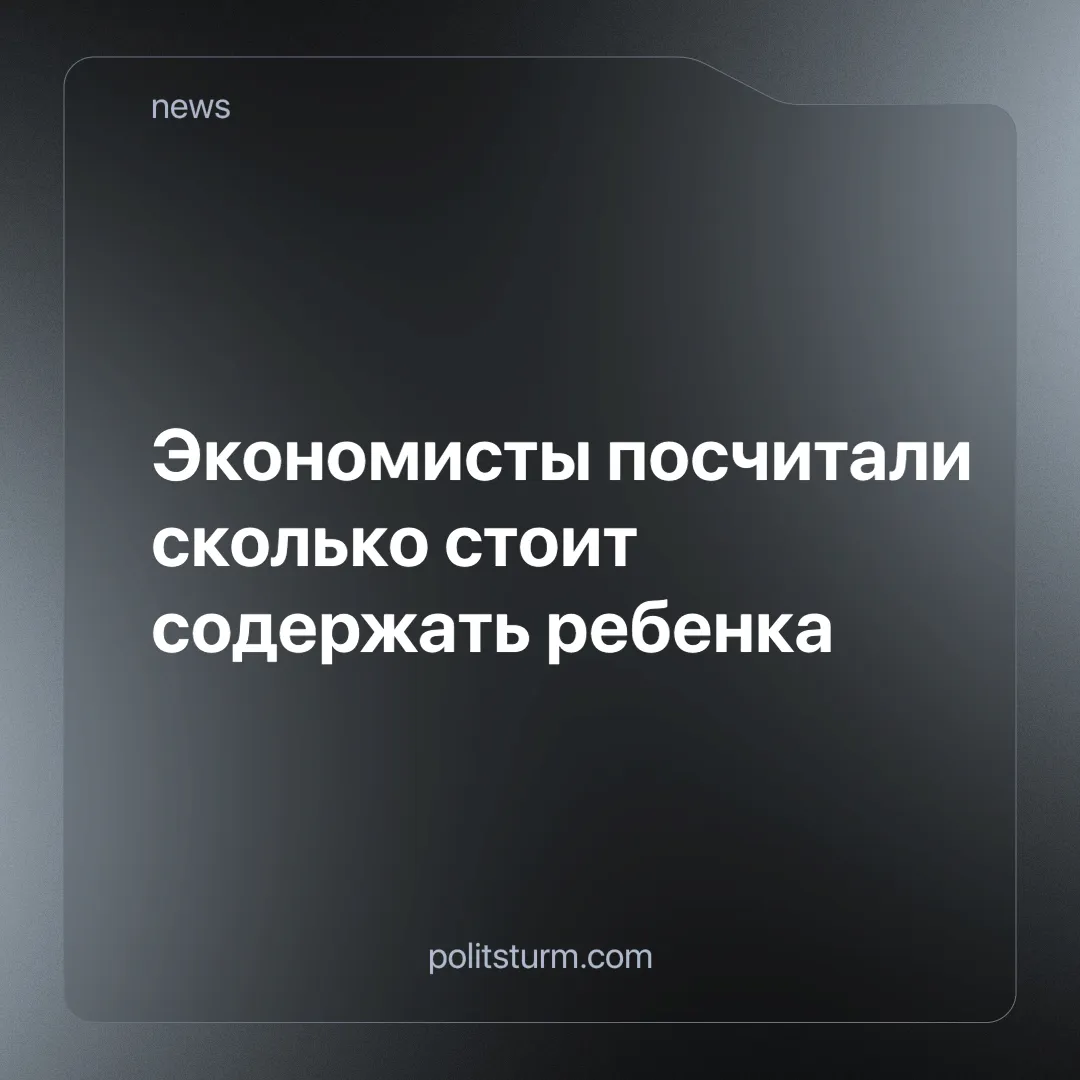 news
Экономисты посчитали
сколько стоит
содержать ребенка
politsturm.com